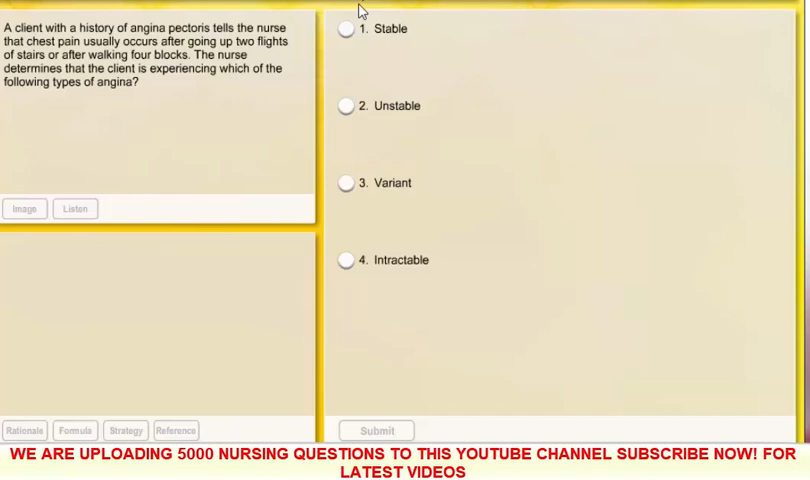 A client with a history of angina pectoris tells the nurse
that chest pain usually occurs after going up two flights
of stairs or after walking four blocks. The nurse
determines that the client is experiencing which of the
following types of angina?
1. Stable
2. Unstable
3. Variant
4. Intractable
Image Listen
Rationale Formula Strategy Reference
Submit
WE ARE UPLOADING 5000 NURSING QUESTIONS TO THIS YOUTUBE CHANNEL SUBSCRIBE NOW! FOR
LATEST VIDEOS